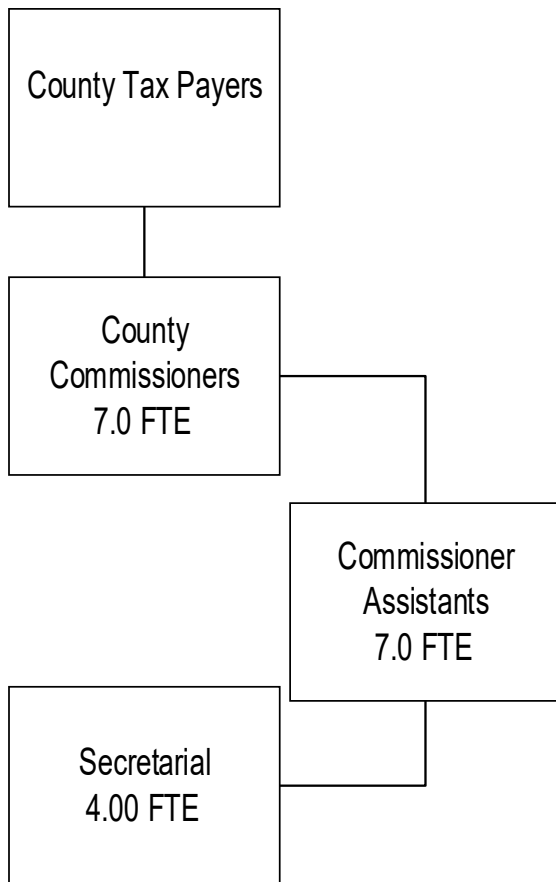 County Tax Payers
County
Commissioners
7.0 FTE
Commissioner
Assistants
7.0 FTE
Secretarial
4.00 FTE